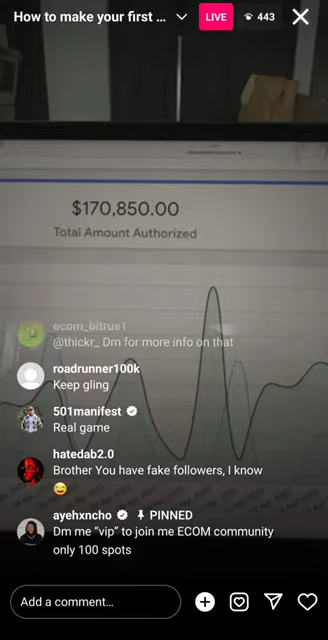 How to make your first ...
LIVE
443
$170,850.00
Total Amount Authorized
ecom_bitrus1
@thickr_ Dm for more info on that
roadrunner100k
Keep gling
501manifest
Real game
hatedab2.0
Brother You have fake followers, I know
😅
ayehxncho PINNED
Dm me “vip” to join me ECOM community
only 100 spots
Add a comment...